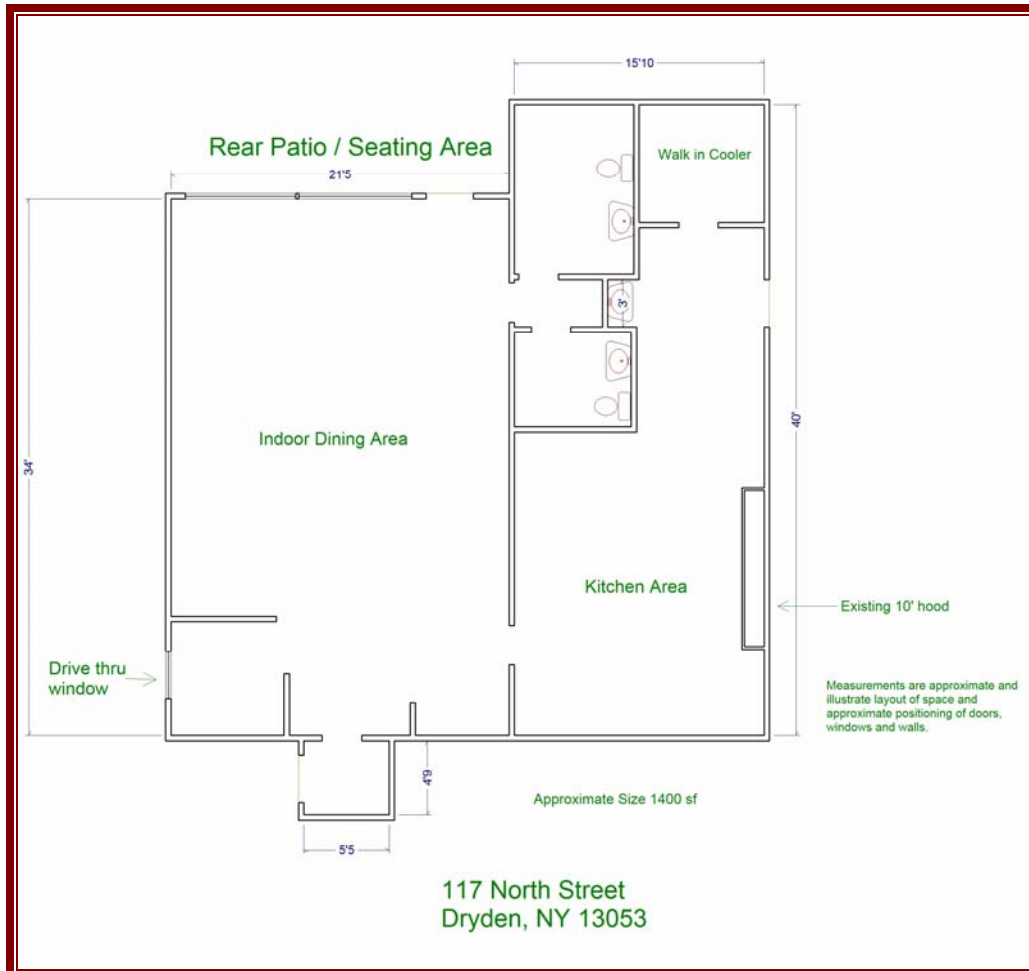 15'10
Rear Patio / Seating Area
Walk in Cooler
21'5
3'
Indoor Dining Area
40'
34'
Kitchen Area
Existing 10' hood
Drive thru
window
Measurements are approximate and
illustrate layout of space and
approximate positioning of doors,
windows and walls.
4'9
Approximate Size 1400 sf
5'5
117 North Street
Dryden, NY 13053